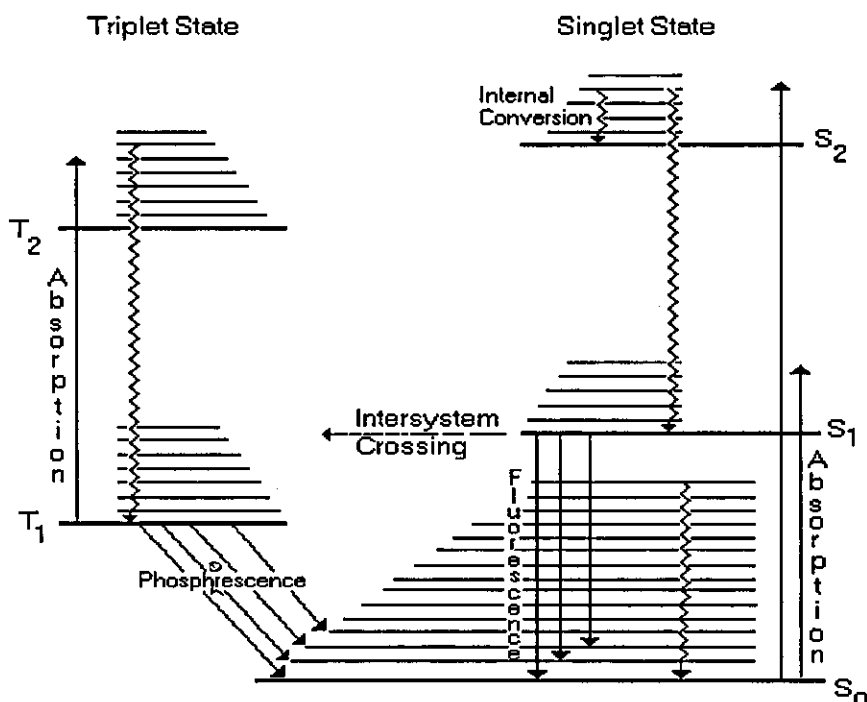 Triplet State
Singlet State
Internal
Conversion
S2
T2
Absorption
Intersystem
Crossing
S1
Fluorescence
Absorption
T1
Phosphrescence
o
S0